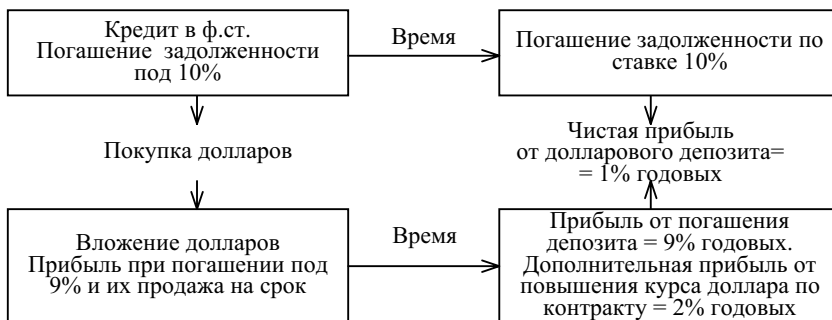 Кредит в ф.ст.
Погашение задолженности
под 10%
Время
Погашение задолженности по
ставке 10%
Покупка долларов
Чистая прибыль
от долларового депозита=
= 1% годовых
Вложение долларов
Прибыль при погашении под
9% и их продажа на срок
Время
Прибыль от погашения
депозита = 9% годовых.
Дополнительная прибыль от
повышения курса доллара по
контракту = 2% годовых